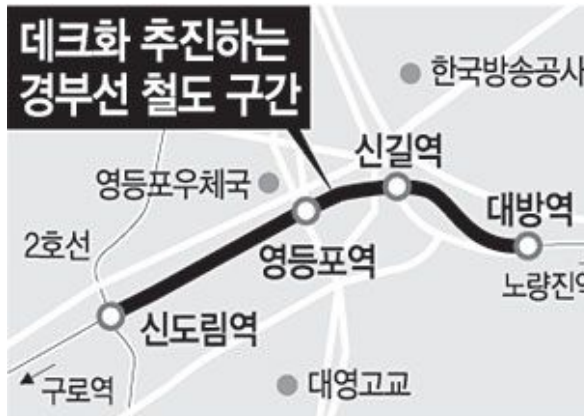 데크화 추진하는
경부선 철도 구간
한국방송공사
신길역
영등포우체국
대방역
2호선
영등포역
노량진역
신도림역
구로역
대영고교